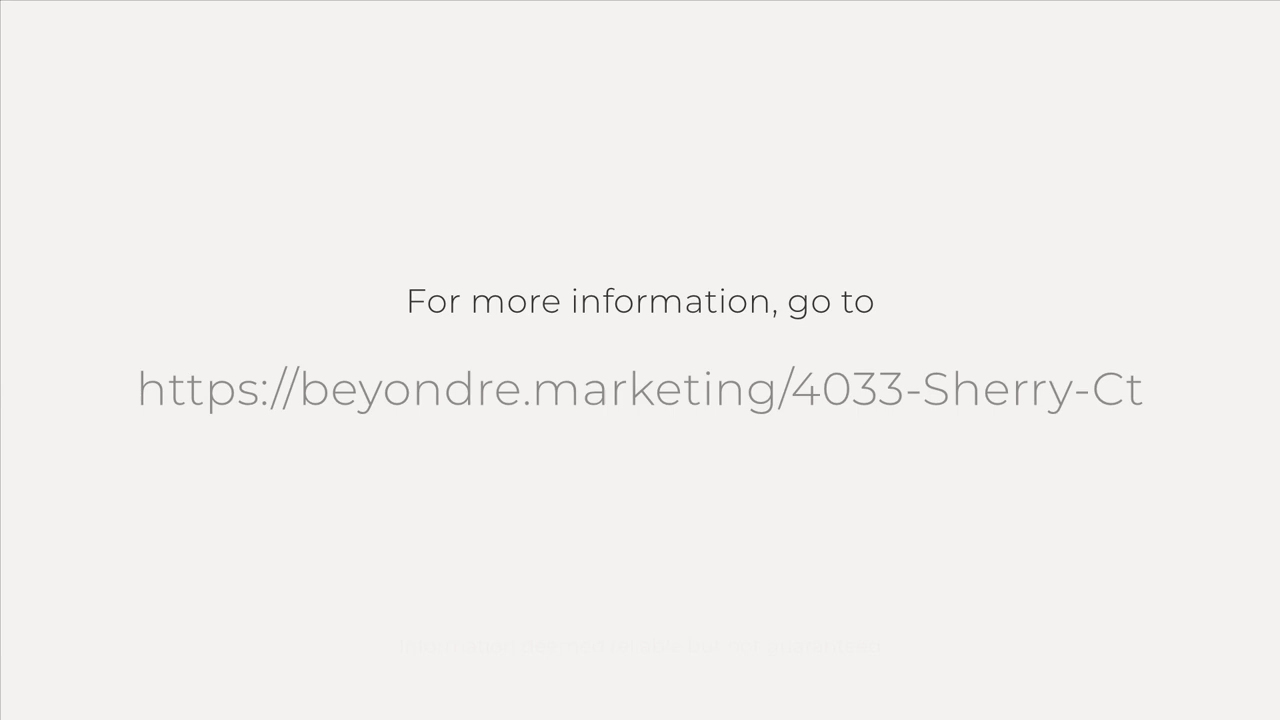 For more information, go to
https://beyondre.marketing/4033-Sherry-Ct